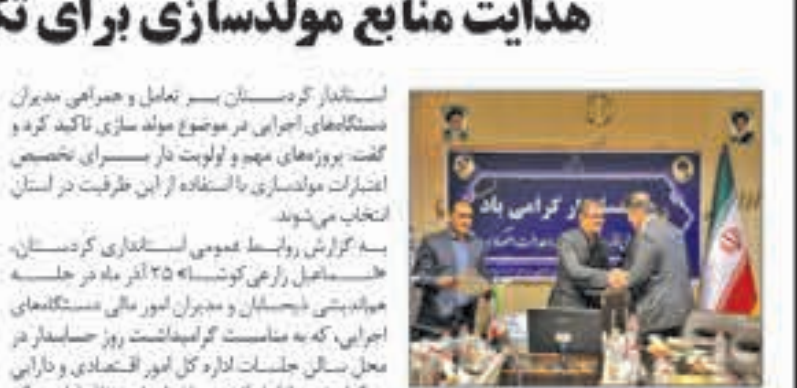 هدایت منابع مولدسازی برای
استاندار کردستان بر تعامل و همراهی مدیران
دستگاه‌های اجرایی در موضوع مولد سازی تاکید کرد و
گفت: پروژه‌های مهم و اولویت دار برای تخصیص
اعتبارات مولدسازی با استفاده از این ظرفیت در استان
انتخاب می‌شوند.
به گزارش روابط عمومی استانداری کردستان،
«اسماعیل زارعی کوشا» ۲۵ آذر ماه در جلسه
هم‌اندیشی ذیحسابان و مدیران امور مالی دستگاه‌های
اجرایی، که به مناسبت گرامیداشت روز حسابدار در
محل سالن جلسات اداره کل امور اقتصادی و دارایی
گرامی باد